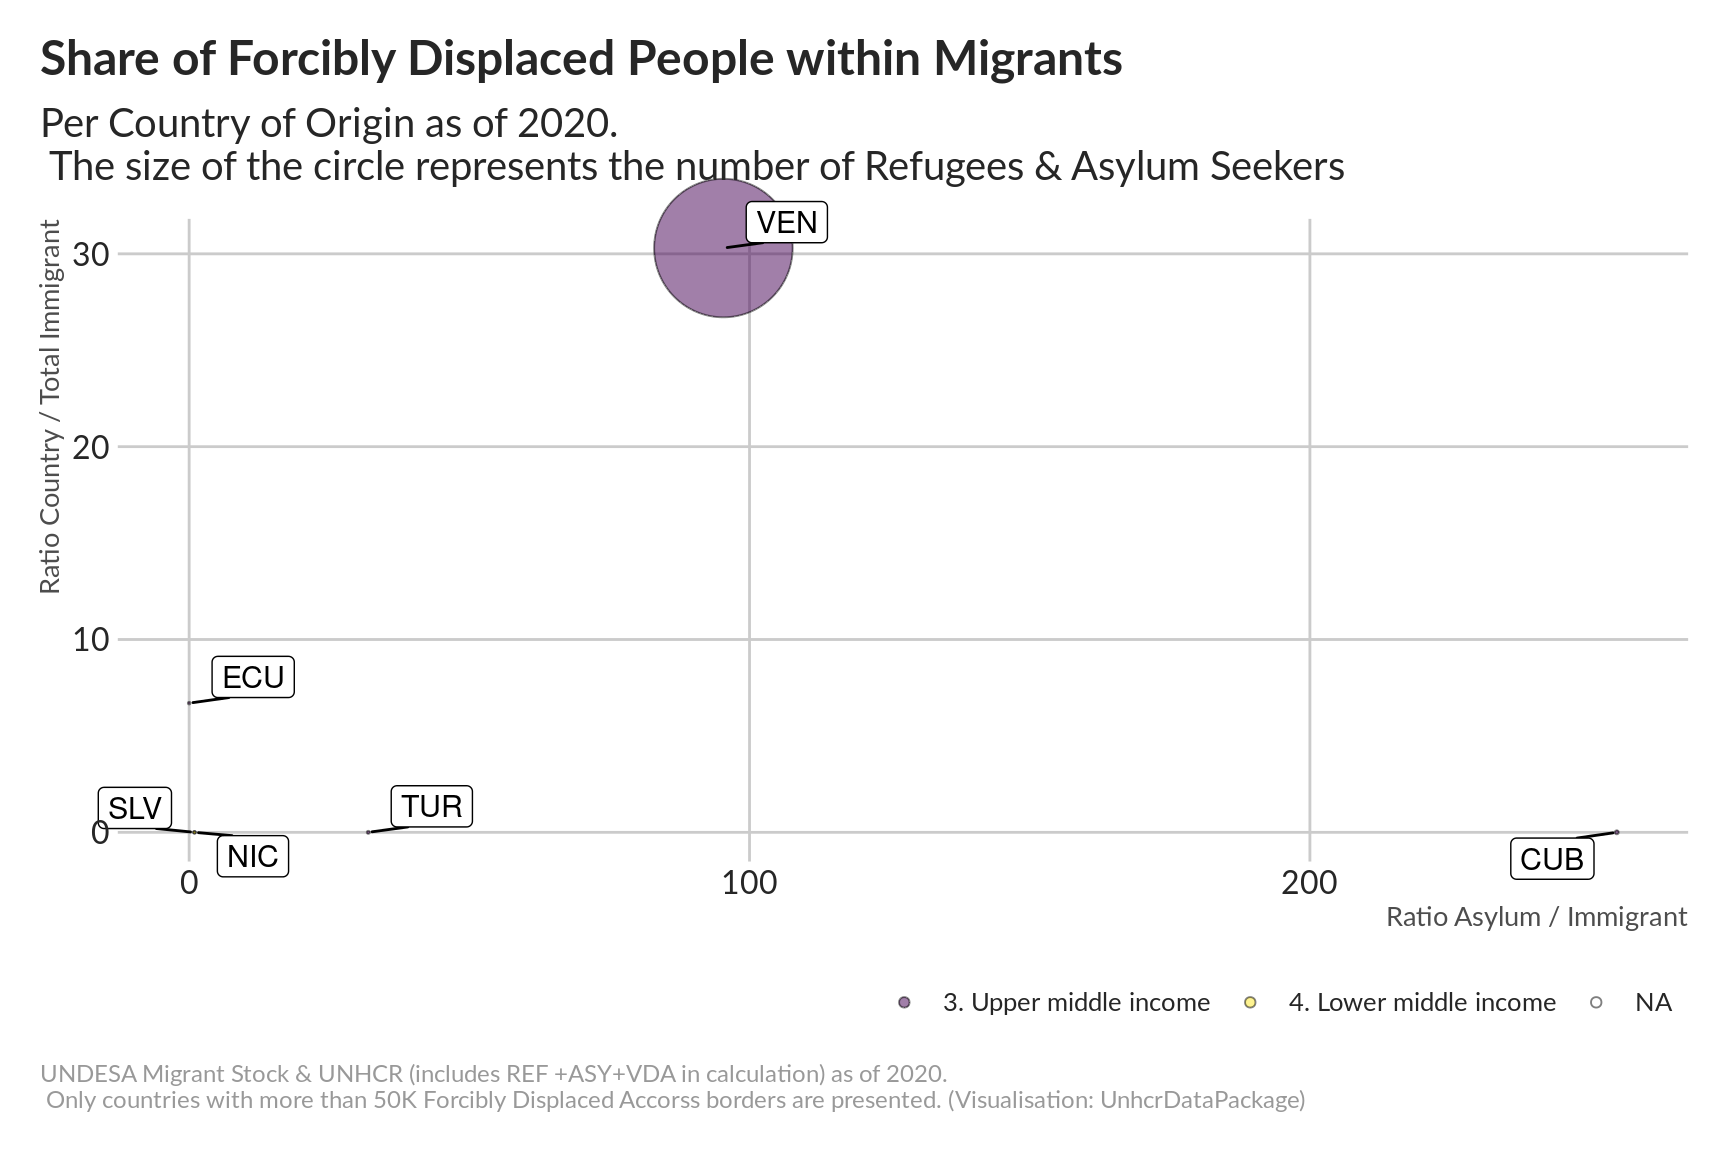 Share of Forcibly Displaced People within Migrants
Per Country of Origin as of 2020.
The size of the circle represents the number of Refugees & Asylum Seekers
Ratio Country / Total Immigrant
30
20
10
0
VEN
ECU
SLV
NIC
TUR
CUB
0
100
200
Ratio Asylum / Immigrant
3. Upper middle income
4. Lower middle income
NA
UNDESA Migrant Stock & UNHCR (includes REF +ASY+VDA in calculation) as of 2020.
Only countries with more than 50K Forcibly Displaced Accorss borders are presented. (Visualisation: UnhcrDataPackage)